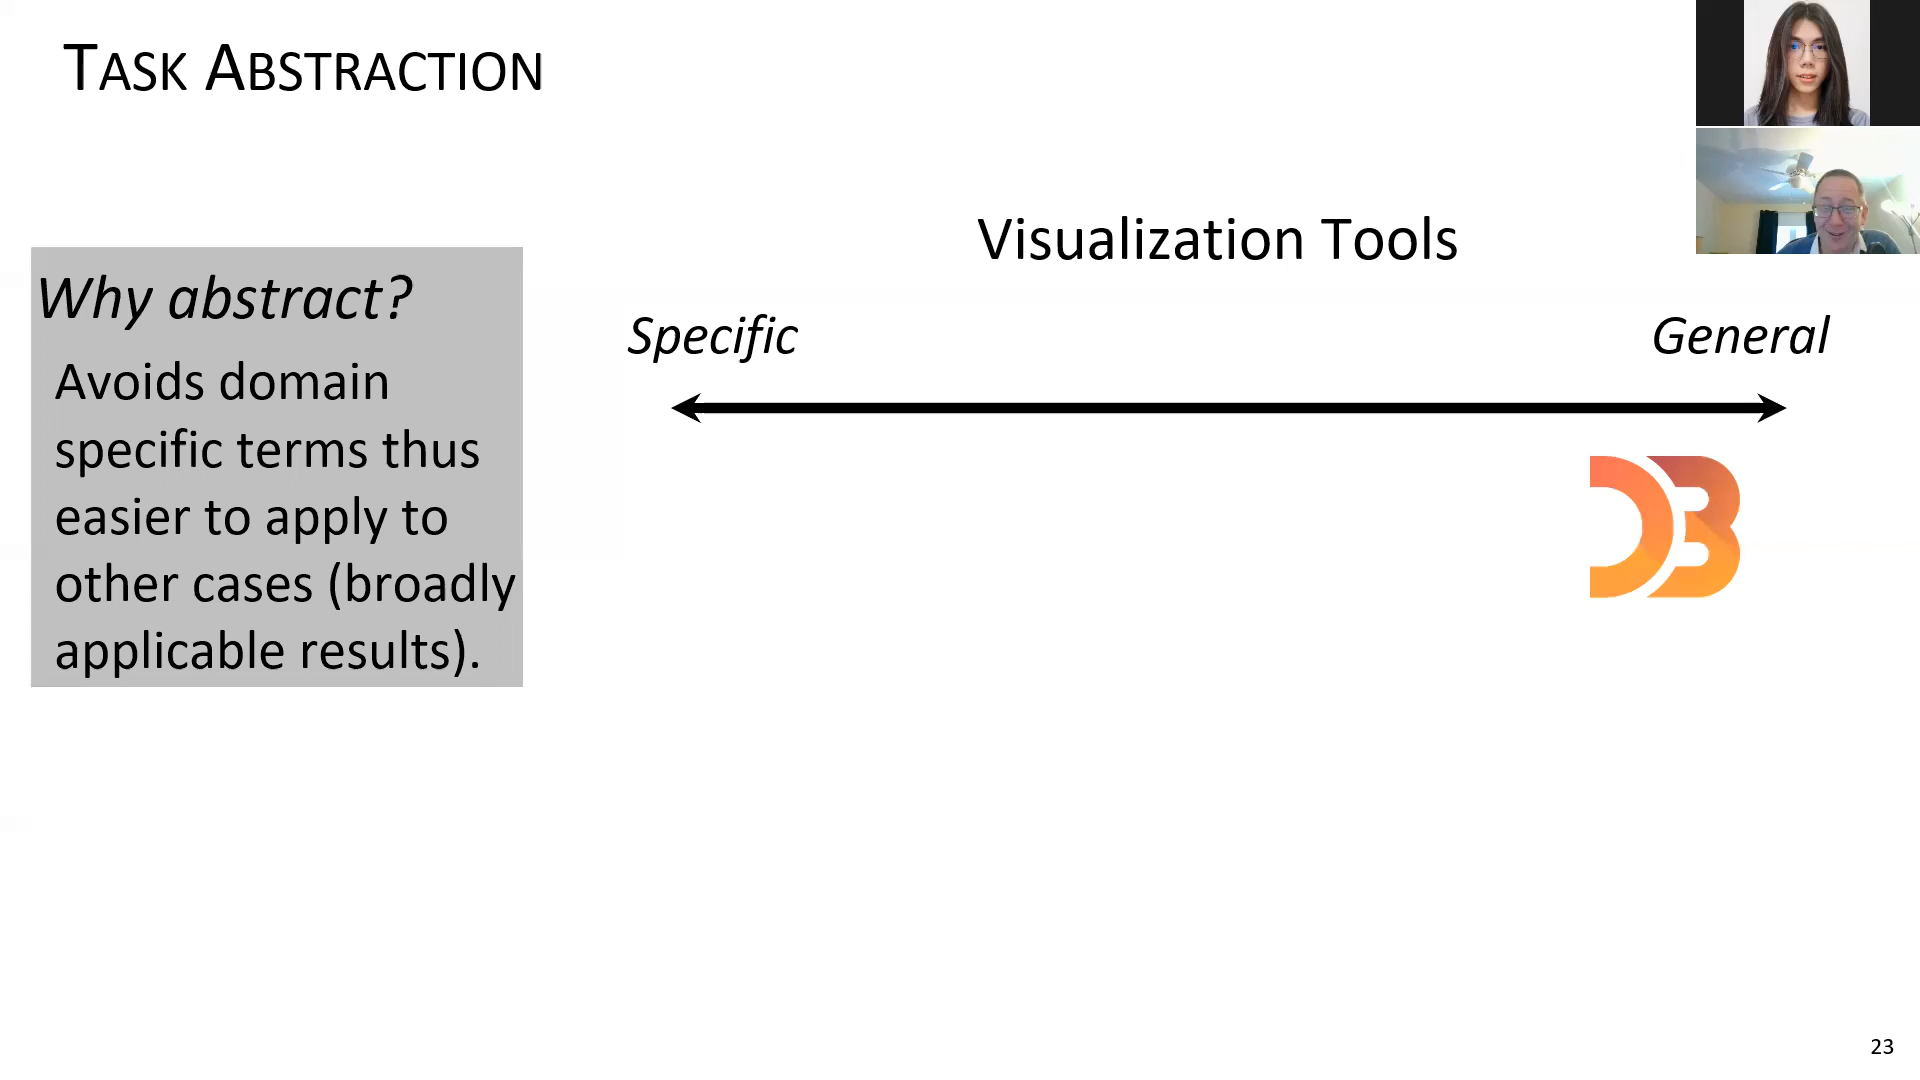 TASK ABSTRACTION
Visualization Tools
Why abstract?
Specific
General
Avoids domain
specific terms thus
easier to apply to
other cases (broadly
applicable results).
D3
23